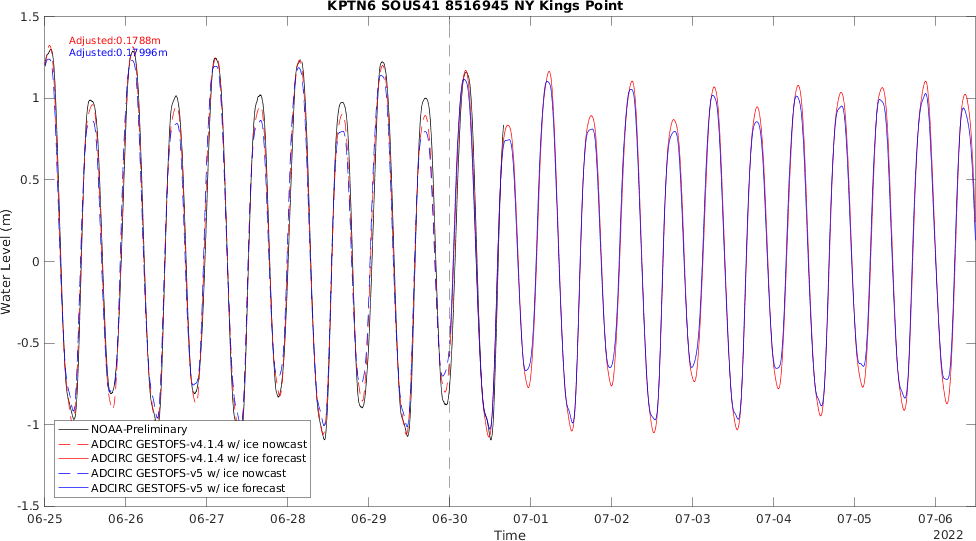 KPTN6 SOUS41 8516945 NY Kings Point
Adjusted:0.1788m
Adjusted:0.17996m
1.5
1
0.5
0
-0.5
-1
-1.5
Water Level (m)
NOAA-Preliminary
ADCIRC GESTOFS-v4.1.4 w/ ice nowcast
ADCIRC GESTOFS-v4.1.4 w/ ice forecast
ADCIRC GESTOFS-v5 w/ ice nowcast
ADCIRC GESTOFS-v5 w/ ice forecast
06-25 06-26 06-27 06-28 06-29 06-30 07-01 07-02 07-03 07-04 07-05 07-06
Time
2022